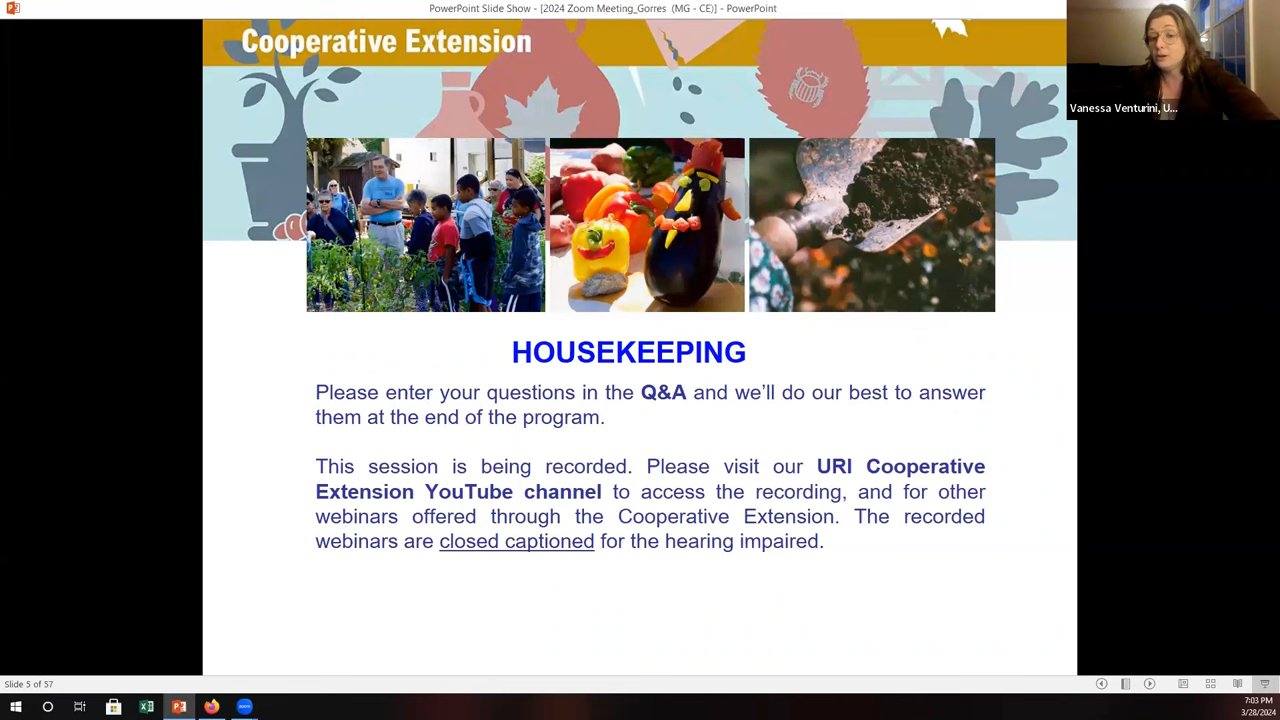 PowerPoint Slide Show - [2024 Zoom Meeting_Gorres (MG - CE)] - PowerPoint
Cooperative Extension
Vanessa Venturini, U...
HOUSEKEEPING
Please enter your questions in the Q&A and we'll do our best to answer
them at the end of the program.
This session is being recorded. Please visit our URI Cooperative
Extension YouTube channel to access the recording, and for other
webinars offered through the Cooperative Extension. The recorded
webinars are closed captioned for the hearing impaired.
Slide 5 of 57
7:03 PM
3/28/2024